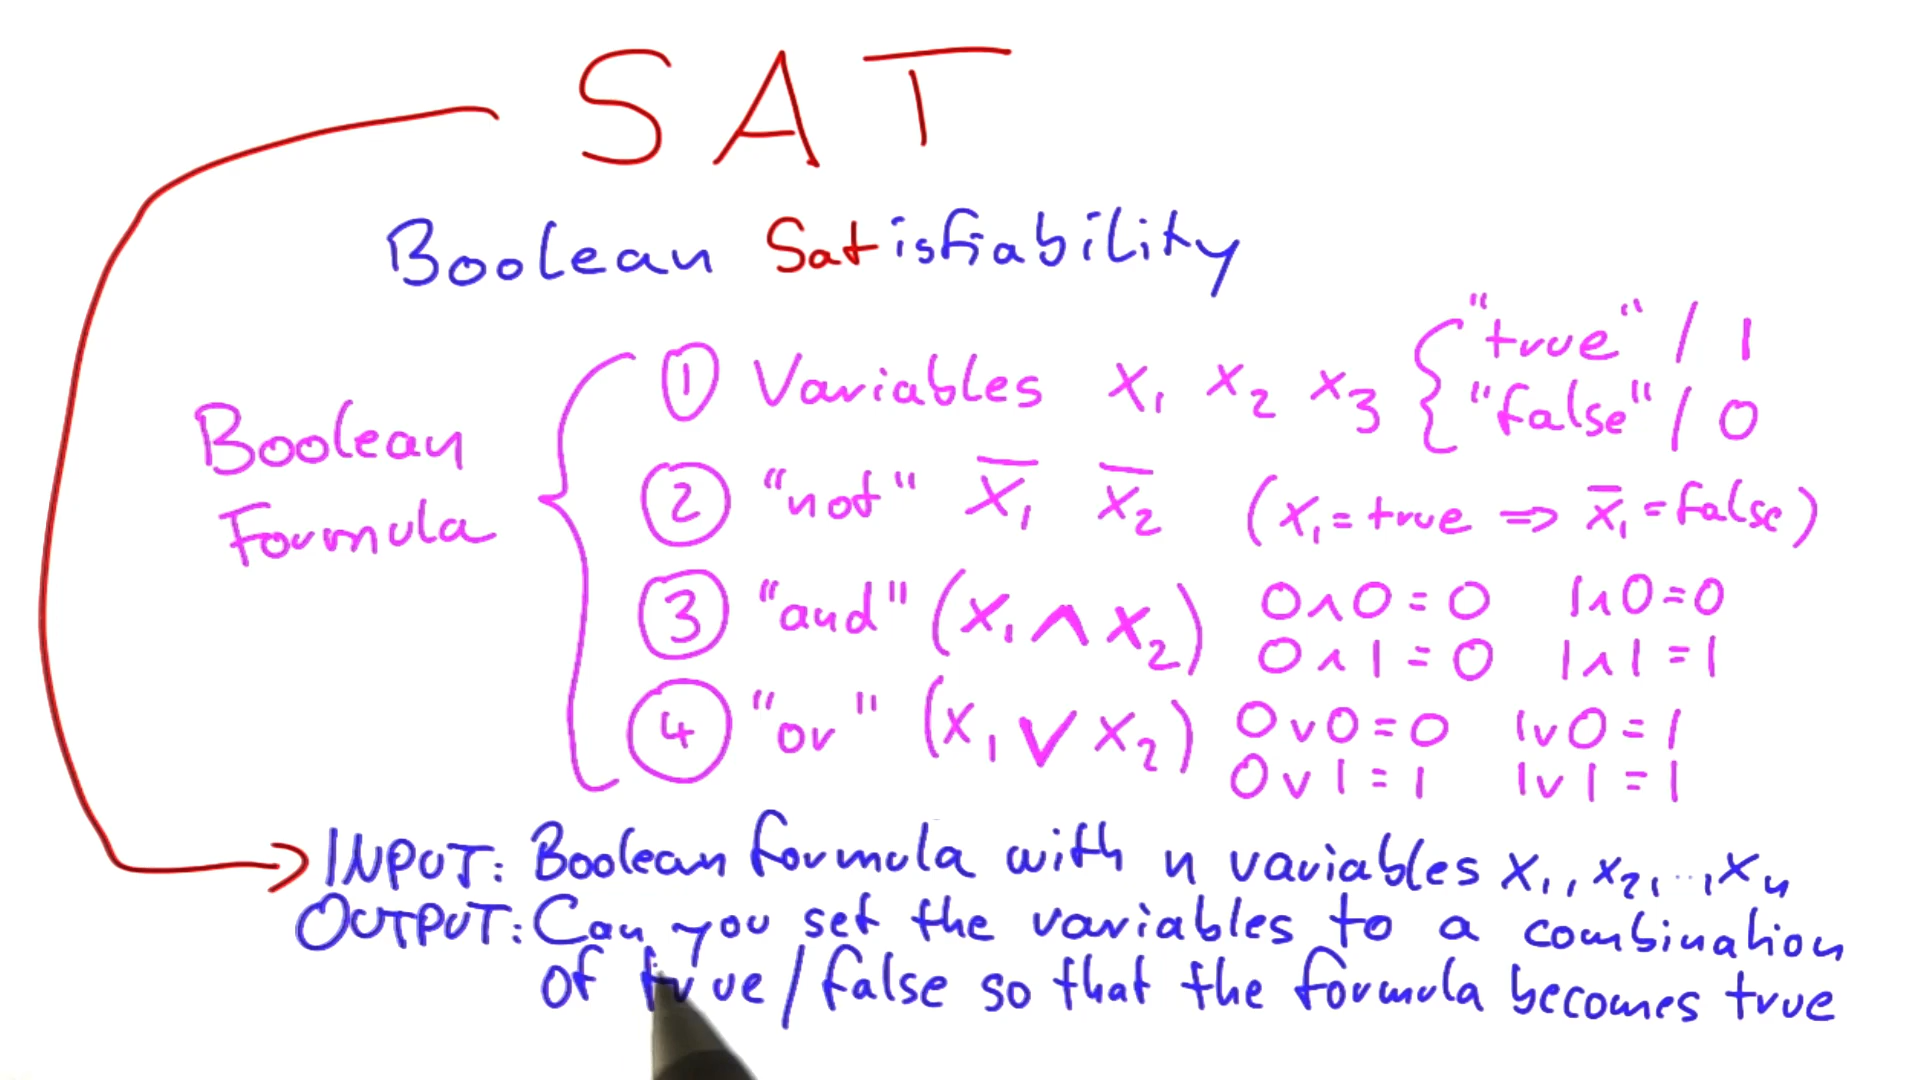 SAT
Boolean Satisfiability
Boolean
Formula
① Variables x₁ x₂ x₃ { "true" / 1
"false" / 0
② "not" x̅₁ x̅₂ (x₁ = true ⇒ x̅₁ = false)
③ "and" (x₁ ∧ x₂) 0∧0=0 1∧0=0
0∧1=0 1∧1=1
④ "or" (x₁ ∨ x₂) 0∨0=0 1∨0=1
0∨1=1 1∨1=1
INPUT: Boolean formula with n variables x₁, x₂, ..., xₙ
OUTPUT: Can you set the variables to a combination
of true / false so that the formula becomes true